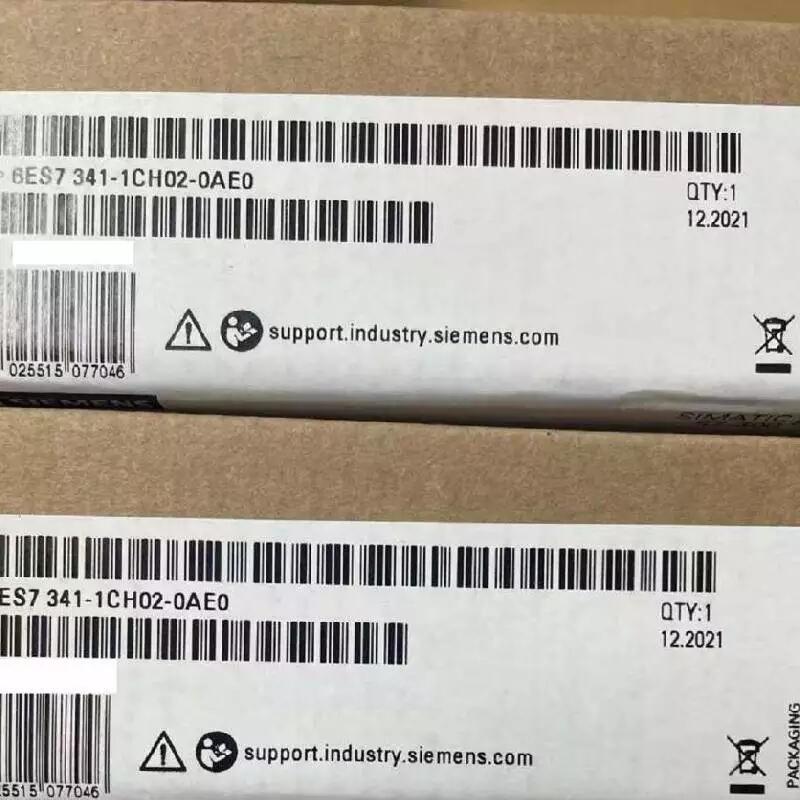 6ES7 341-1CH02-0AE0
QTY:1
12.2021
support.industry.siemens.com
025515 077046
SIEMENS
SIMATIC
ES7 341-1CH02-0AE0
QTY:1
12.2021
support.industry.siemens.com
5515 077046
PACKAGING